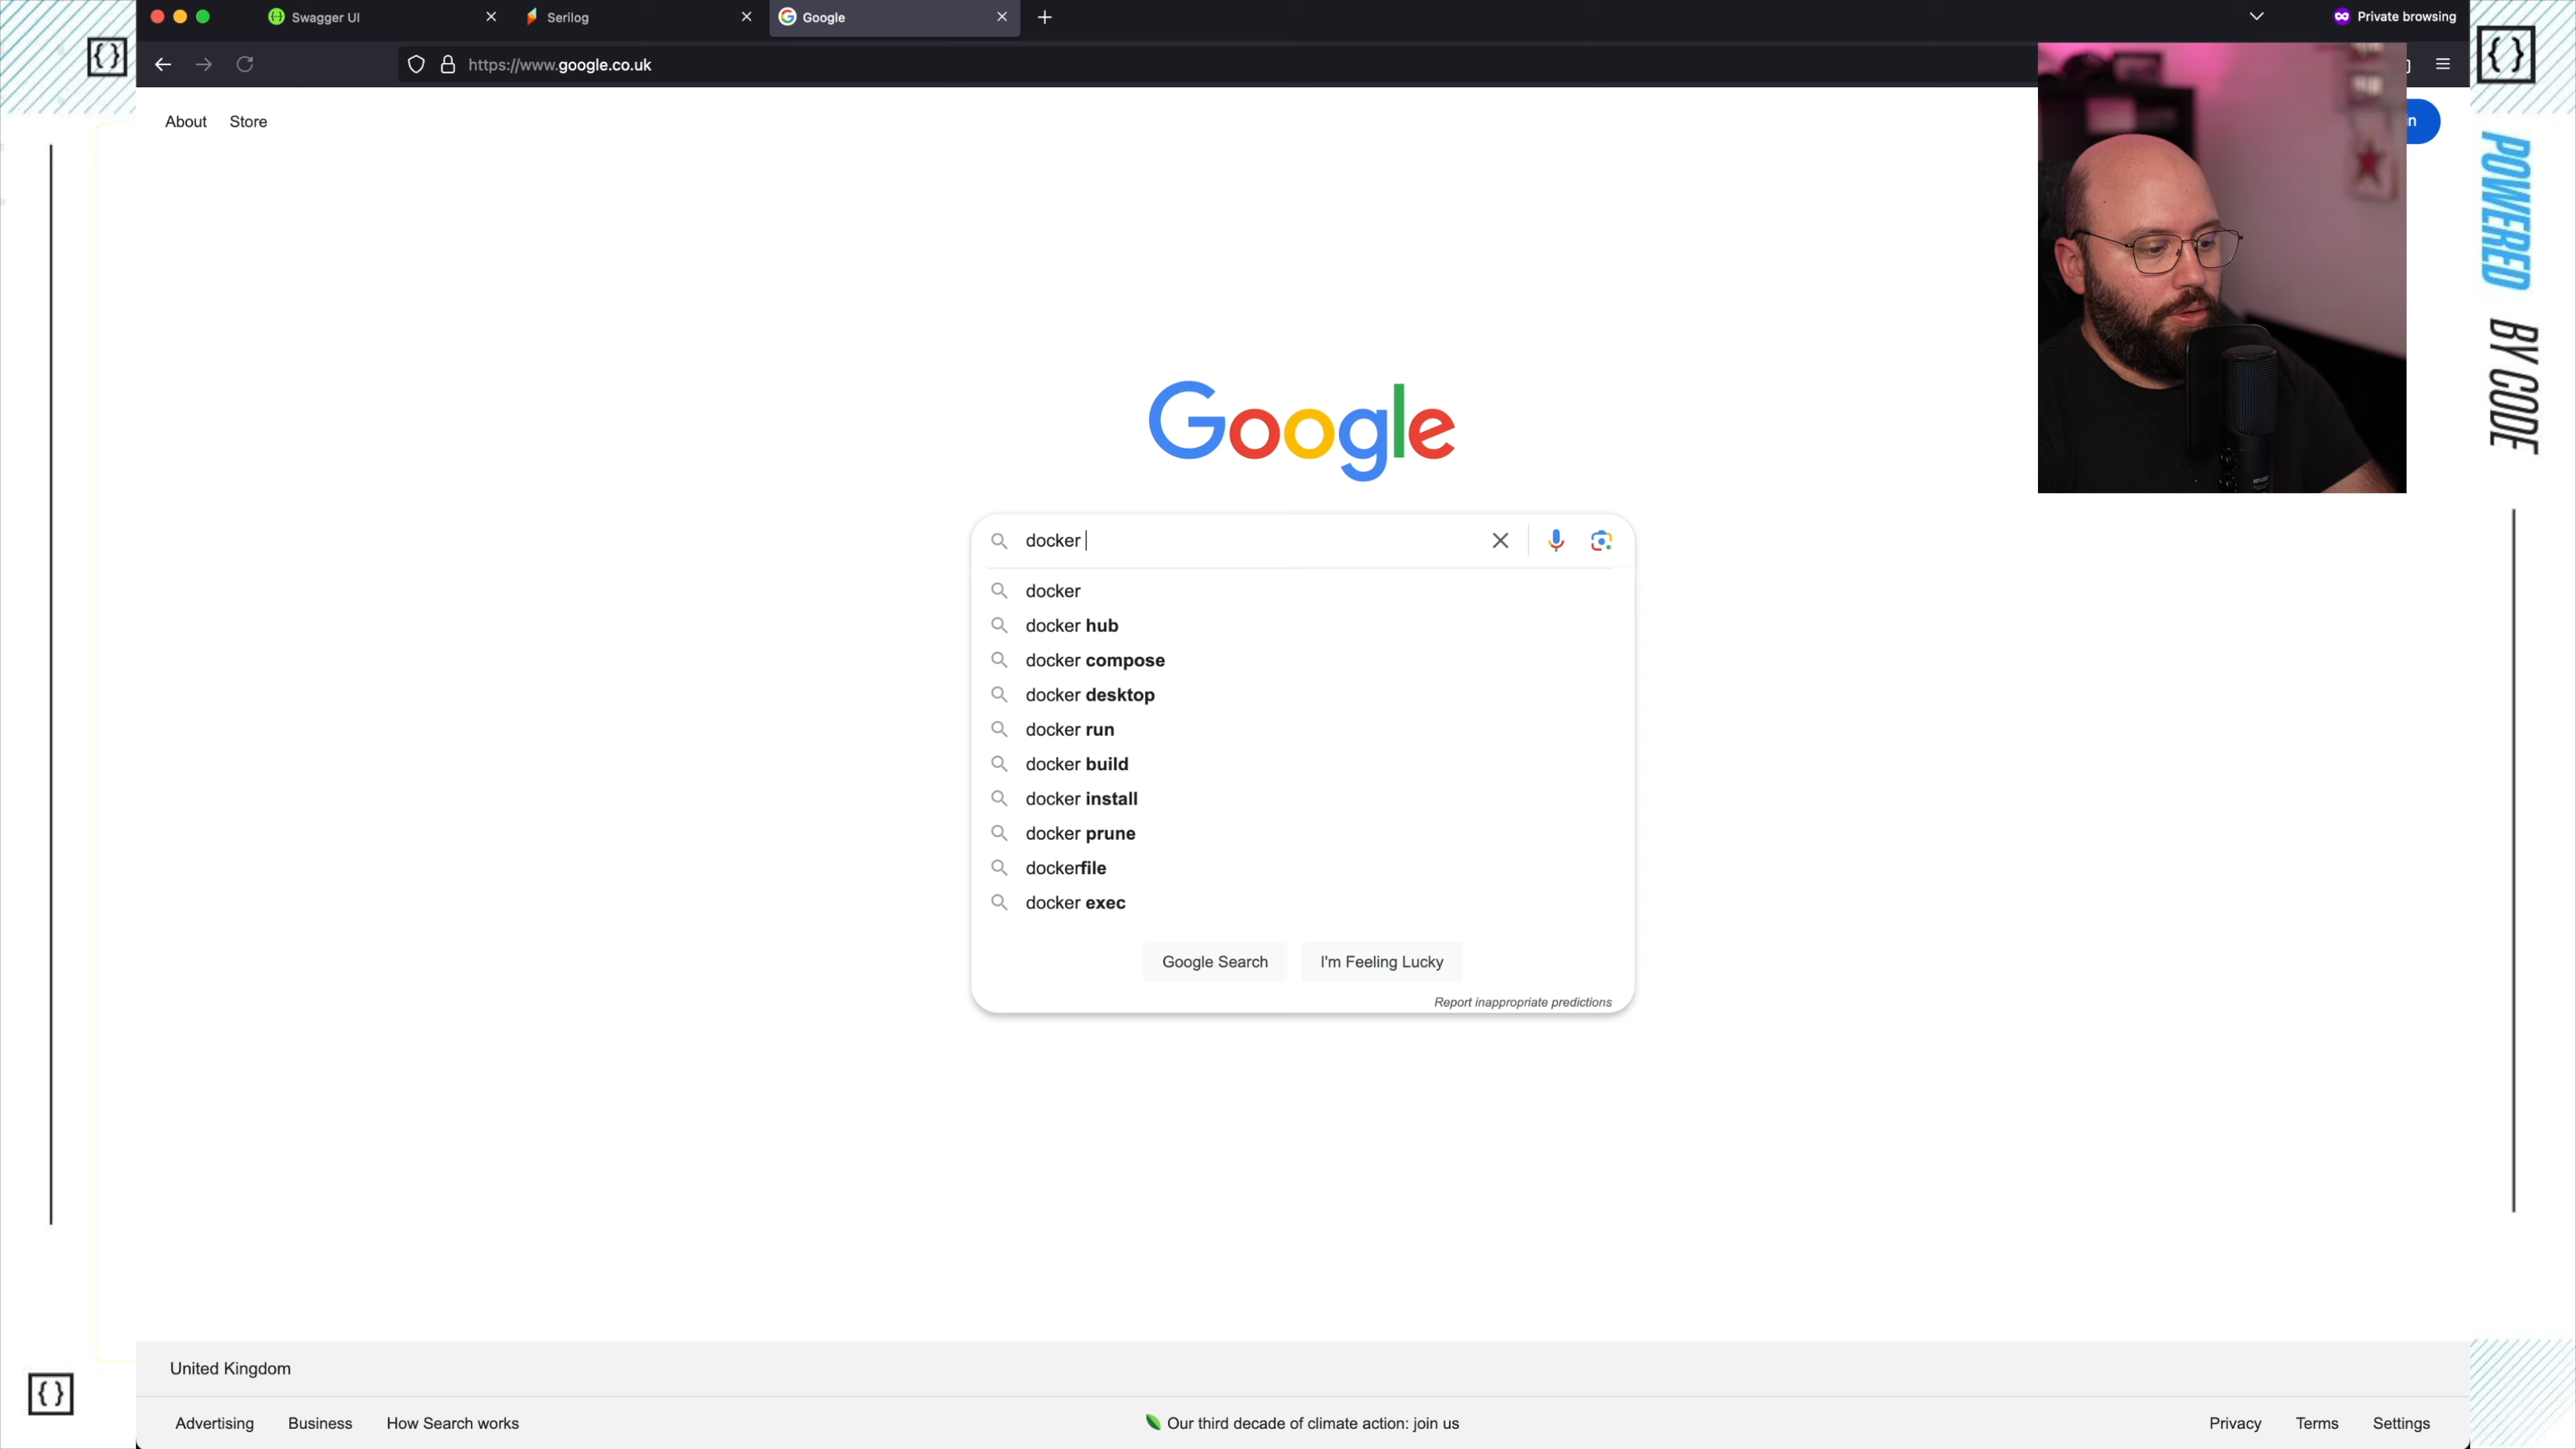 Swagger UI
Serilog
Google
Private browsing
https://www.google.co.uk
About Store
in
{}
{}
POWERED BY CODE
Google
docker
docker
docker hub
docker compose
docker desktop
docker run
docker build
docker install
docker prune
dockerfile
docker exec
Google Search I'm Feeling Lucky
Report inappropriate predictions
United Kingdom
{}
Advertising Business How Search works Our third decade of climate action: join us Privacy Terms Settings